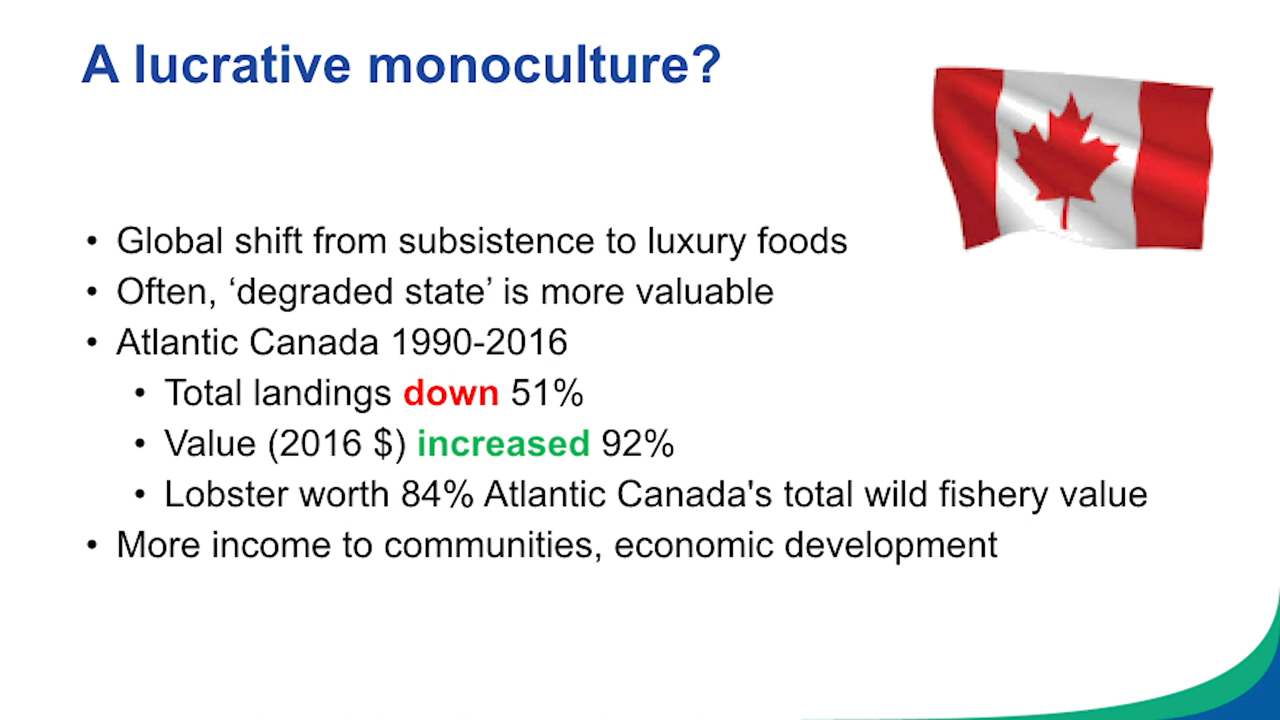 A lucrative monoculture?
• Global shift from subsistence to luxury foods
• Often, ‘degraded state’ is more valuable
• Atlantic Canada 1990-2016
• Total landings down 51%
• Value (2016 $) increased 92%
• Lobster worth 84% Atlantic Canada's total wild fishery value
• More income to communities, economic development